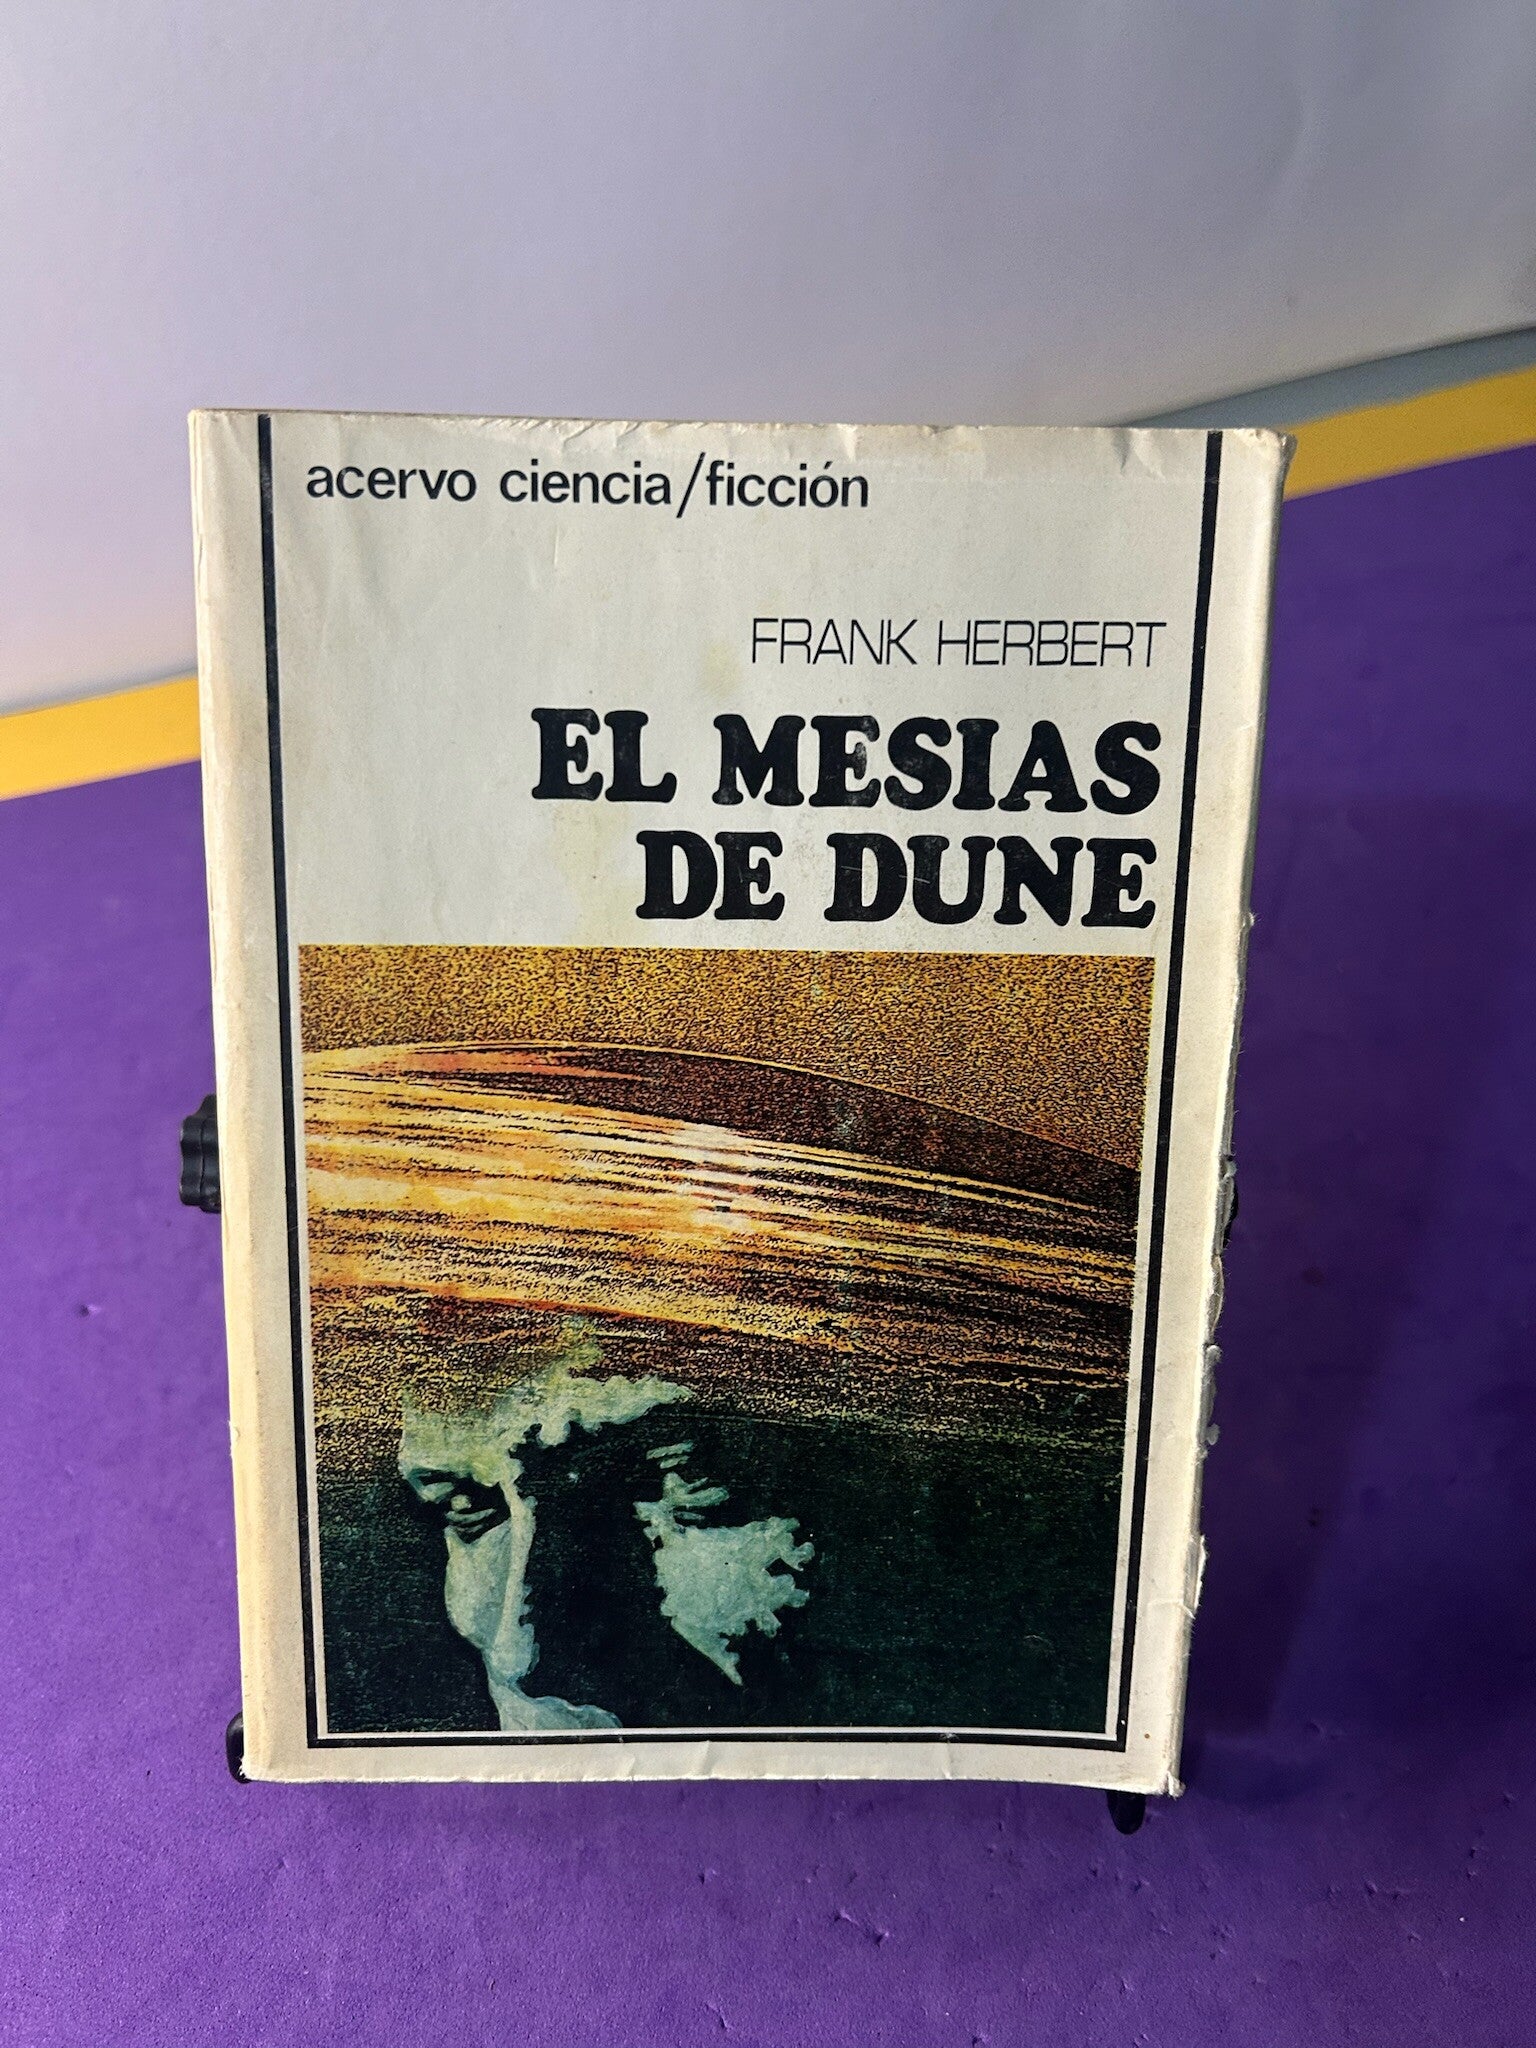 acervo ciencia/ficción
FRANK HERBERT
EL MESIAS
DE DUNE